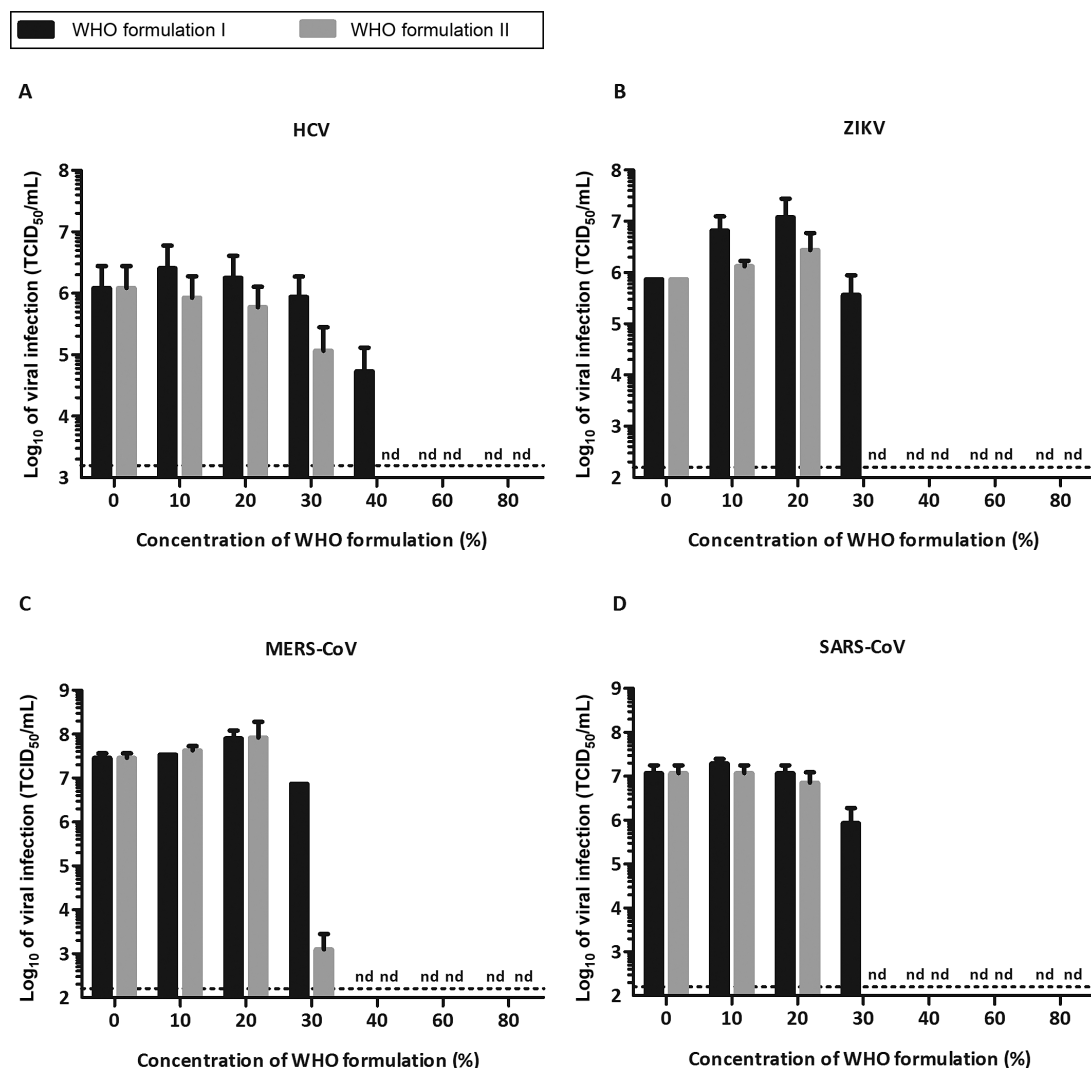 WHO formulation I WHO formulation II
A
HCV
Log10 of viral infection (TCID50/mL)
8
7
6
5
4
3
nd nd nd nd nd
0 10 20 30 40 60 80
Concentration of WHO formulation (%)
B
ZIKV
Log10 of viral infection (TCID50/mL)
8
7
6
5
4
3
2
nd nd nd nd nd nd nd
0 10 20 30 40 60 80
Concentration of WHO formulation (%)
C
MERS-CoV
Log10 of viral infection (TCID50/mL)
9
8
7
6
5
4
3
2
nd nd nd nd nd nd
0 10 20 30 40 60 80
Concentration of WHO formulation (%)
D
SARS-CoV
Log10 of viral infection (TCID50/mL)
9
8
7
6
5
4
3
2
nd nd nd nd nd nd nd
0 10 20 30 40 60 80
Concentration of WHO formulation (%)